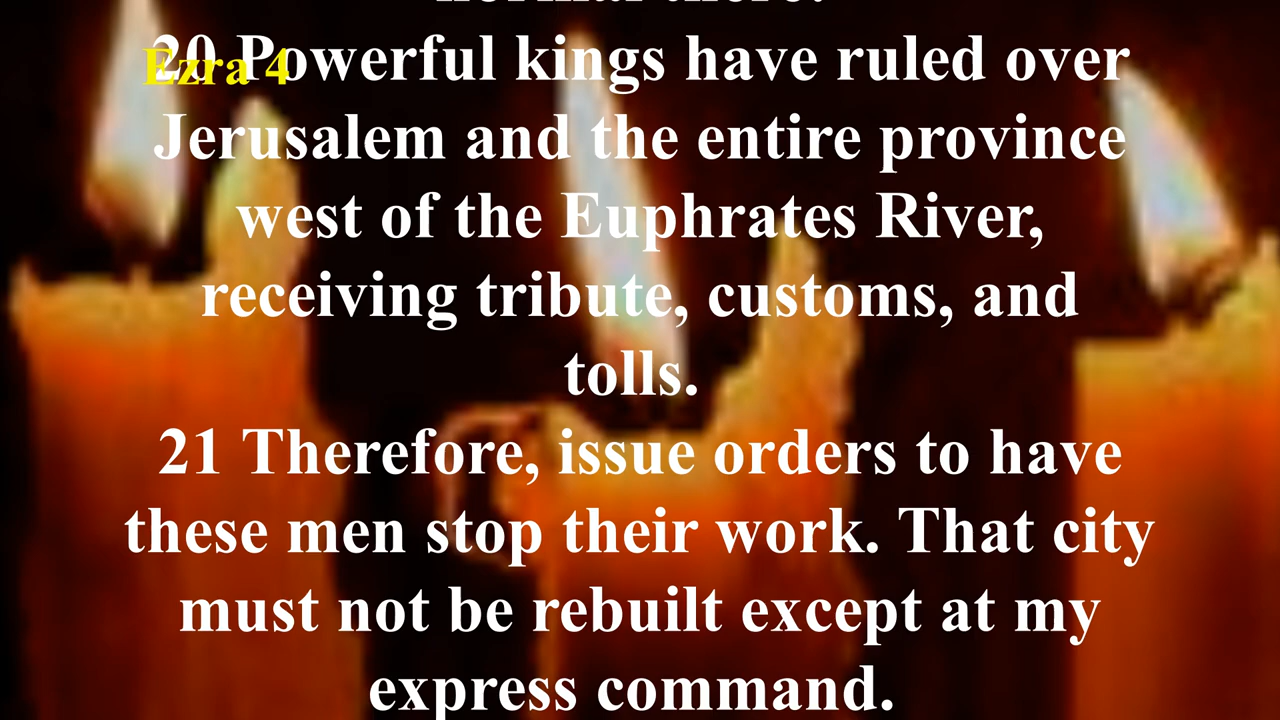 normal there.
Ezra 4
20 Powerful kings have ruled over
Jerusalem and the entire province
west of the Euphrates River,
receiving tribute, customs, and
tolls.
21 Therefore, issue orders to have
these men stop their work. That city
must not be rebuilt except at my
express command.